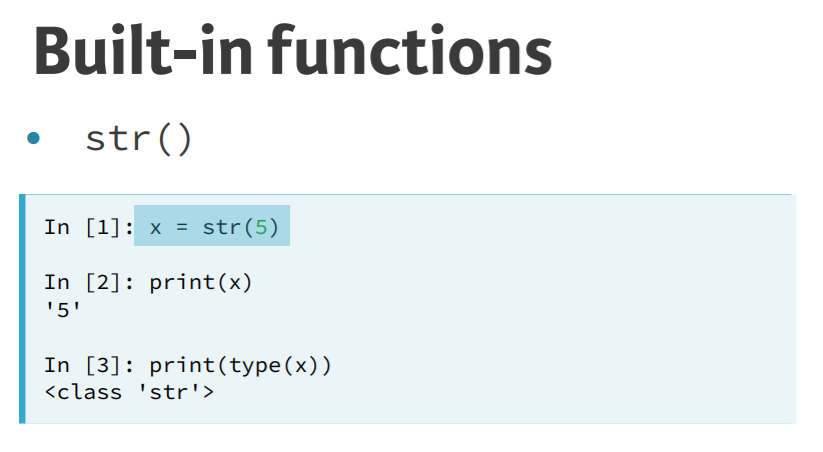 Built-in functions
• str()
In [1]: x = str(5)
In [2]: print(x)
'5'
In [3]: print(type(x))
<class 'str'>